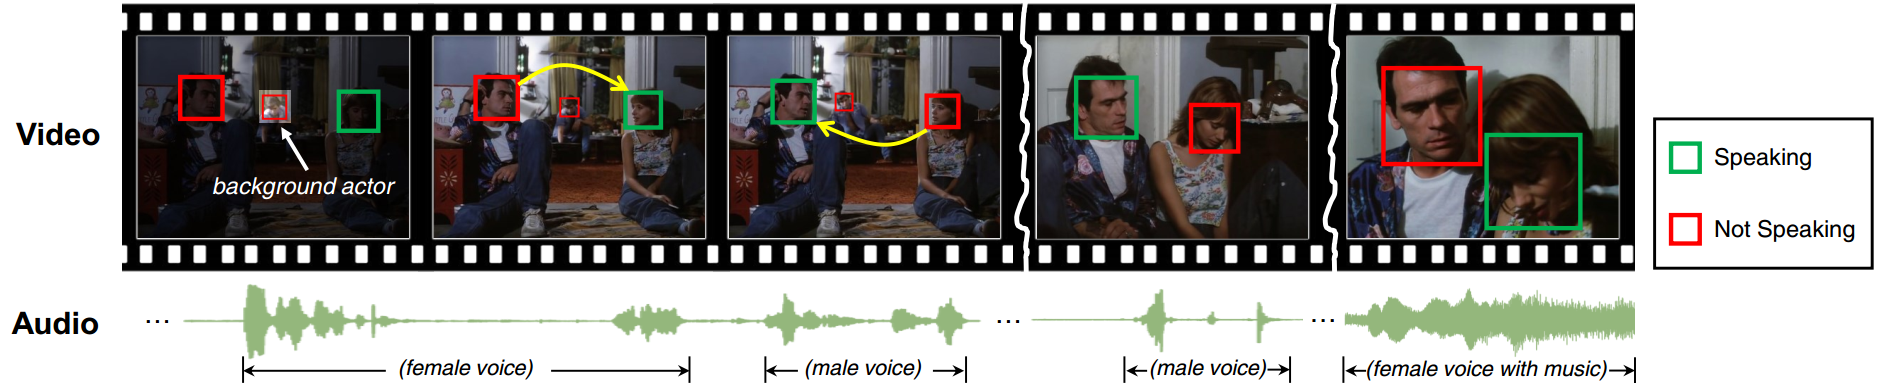 Video
background actor
Speaking
Not Speaking
Audio
...
...
...
(female voice)
(male voice)
(male voice)
(female voice with music)